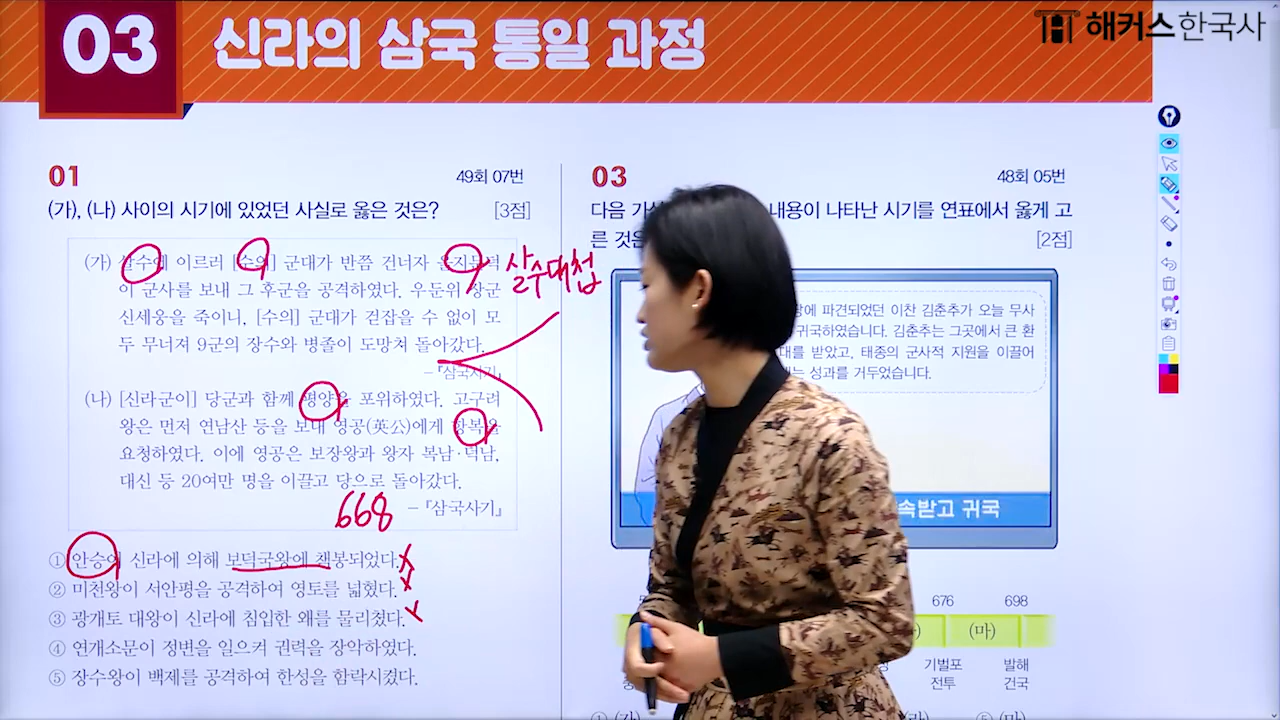 03 신라의 삼국 통일 과정
해커스한국사
01
49회 07번
(가), (나) 사이의 시기에 있었던 사실로 옳은 것은? [3점]
(가) 살수에 이르러 [수의] 군대가 반쯤 건너자 을지문덕
이 군사를 보내 그 후군을 공격하였다. 우둔위 장군
신세웅을 죽이니, [수의] 군대가 걷잡을 수 없이 모
두 무너져 9군의 장수와 병졸이 도망쳐 돌아갔다.
-『삼국사기』
살수대첩
(나) [신라군이] 당군과 함께 평양을 포위하였다. 고구려
왕은 먼저 연남산 등을 보내 영공(英公)에게 항복을
요청하였다. 이에 영공은 보장왕과 왕자 복남·덕남,
대신 등 20여만 명을 이끌고 당으로 돌아갔다.
-『삼국사기』
668
① 안승이 신라에 의해 보덕국왕에 책봉되었다.
② 미천왕이 서안평을 공격하여 영토를 넓혔다.
③ 광개토 대왕이 신라에 침입한 왜를 물리쳤다.
④ 연개소문이 정변을 일으켜 권력을 장악하였다.
⑤ 장수왕이 백제를 공격하여 한성을 함락시켰다.
03
48회 05번
다음 내용이 나타난 시기를 연표에서 옳게 고
른 것은 [2점]
파견되었던 이찬 김춘추가 오늘 무사
귀국하였습니다. 김춘추는 그곳에서 큰 환
대를 받았고, 태종의 군사적 지원을 이끌어
성과를 거두었습니다.
속받고 귀국
676 698
(마)
기벌포 발해
전투 건국
① (가) (라) ⑤ (마)